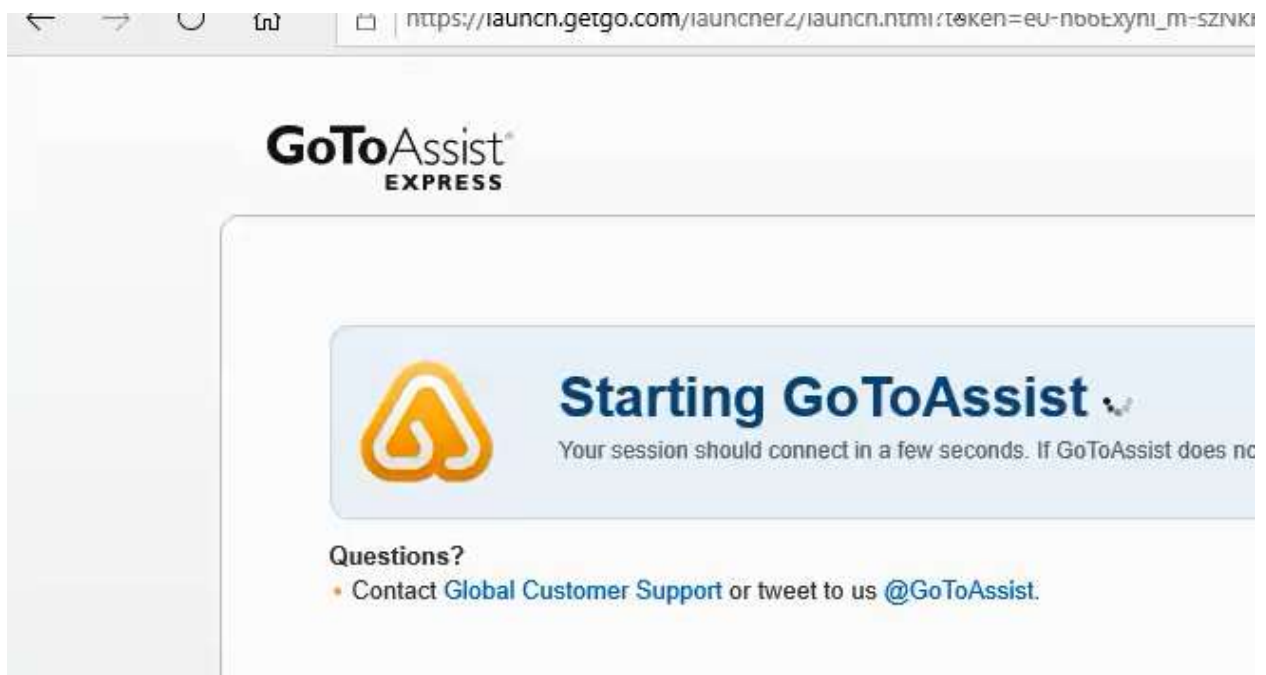 https://launch.getgo.com/launcher2/launch.html?token=
GoToAssist®
EXPRESS
Starting GoToAssist
Your session should connect in a few seconds. If GoToAssist does
Questions?
• Contact Global Customer Support or tweet to us @GoToAssist.